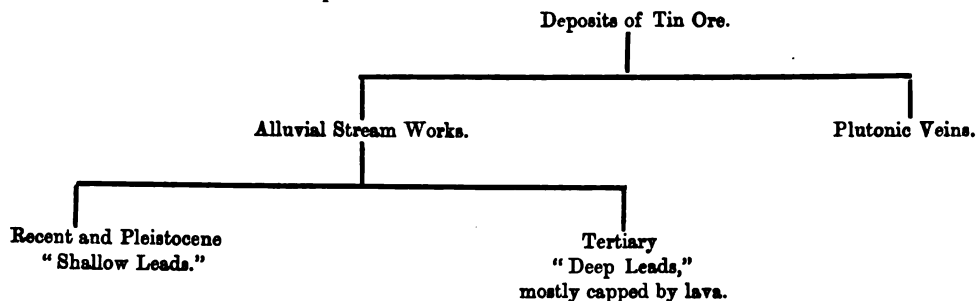 Deposits of Tin Ore.
Alluvial Stream Works.
Plutonic Veins.
Recent and Pleistocene
"Shallow Leads."
Tertiary
"Deep Leads,"
mostly capped by lava.